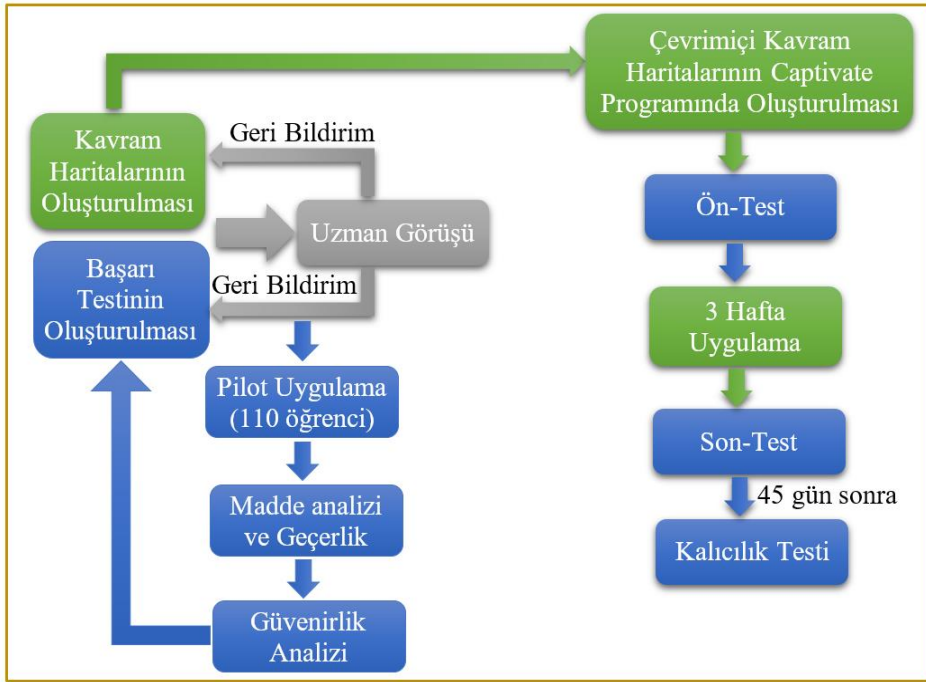 Kavram
Haritalarının
Oluşturulması
Geri Bildirim
Uzman Görüşü
Geri Bildirim
Başarı
Testinin
Oluşturulması
Pilot Uygulama
(110 öğrenci)
Madde analizi
ve Geçerlik
Güvenirlik
Analizi
Çevrimiçi Kavram
Haritalarının Captivate
Programında Oluşturulması
Ön-Test
3 Hafta
Uygulama
Son-Test
45 gün sonra
Kalıcılık Testi